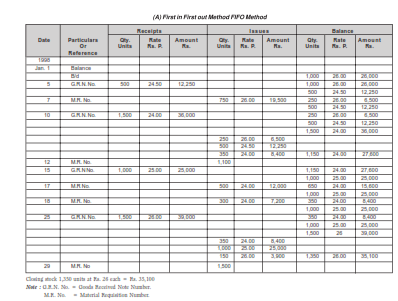 (A) First in First out Method FIFO Method
Receipts Issues Balance
Date Particulars Qty. Rate Amount Qty. Rate Amount Qty. Rate Amount
Or Units Rs. P. Rs. Units Rs. P. Rs. Units Rs. P. Rs.
Reference
1998
Jan. 1 Balance
B/d 1,000 26.00 26,000
5 G.R.N.No. 500 24.50 12,250 1,000 26.00 26,000
500 24.50 12,250
7 M.R. No. 750 26.00 19,500 250 26.00 6,500
500 24.50 12,250
10 G.R.N.No. 1,500 24.00 36,000 250 26.00 6,500
500 24.50 12,250
1,500 24.00 36,000
250 26.00 6,500
500 24.50 12,250
350 24.00 8,400 1,150 24.00 27,600
12 M.R. No. 1,100
15 G.R.N.No. 1,000 25.00 25,000 1,150 24.00 27,600
1,000 25.00 25,000
17 M.R.No. 500 24.00 12,000 650 24.00 15,600
1,000 25.00 25,000
18 M.R. No. 300 24.00 7,200 350 24.00 8,400
1,000 25.00 25,000
25 G.R.N.No. 1,500 26.00 39,000 350 24.00 8,400
1,000 25.00 25,000
1,500 26 39,000
350 24.00 8,400
1,000 25.00 25,000
150 26.00 3,900 1,350 26.00 35,100
29 M.R. No 1,500
Closing stock 1,350 units at Rs. 26 each = Rs. 35,100
Note : G.R.N. No. = Goods Received Note Number.
M.R. No. = Material Requisition Number.